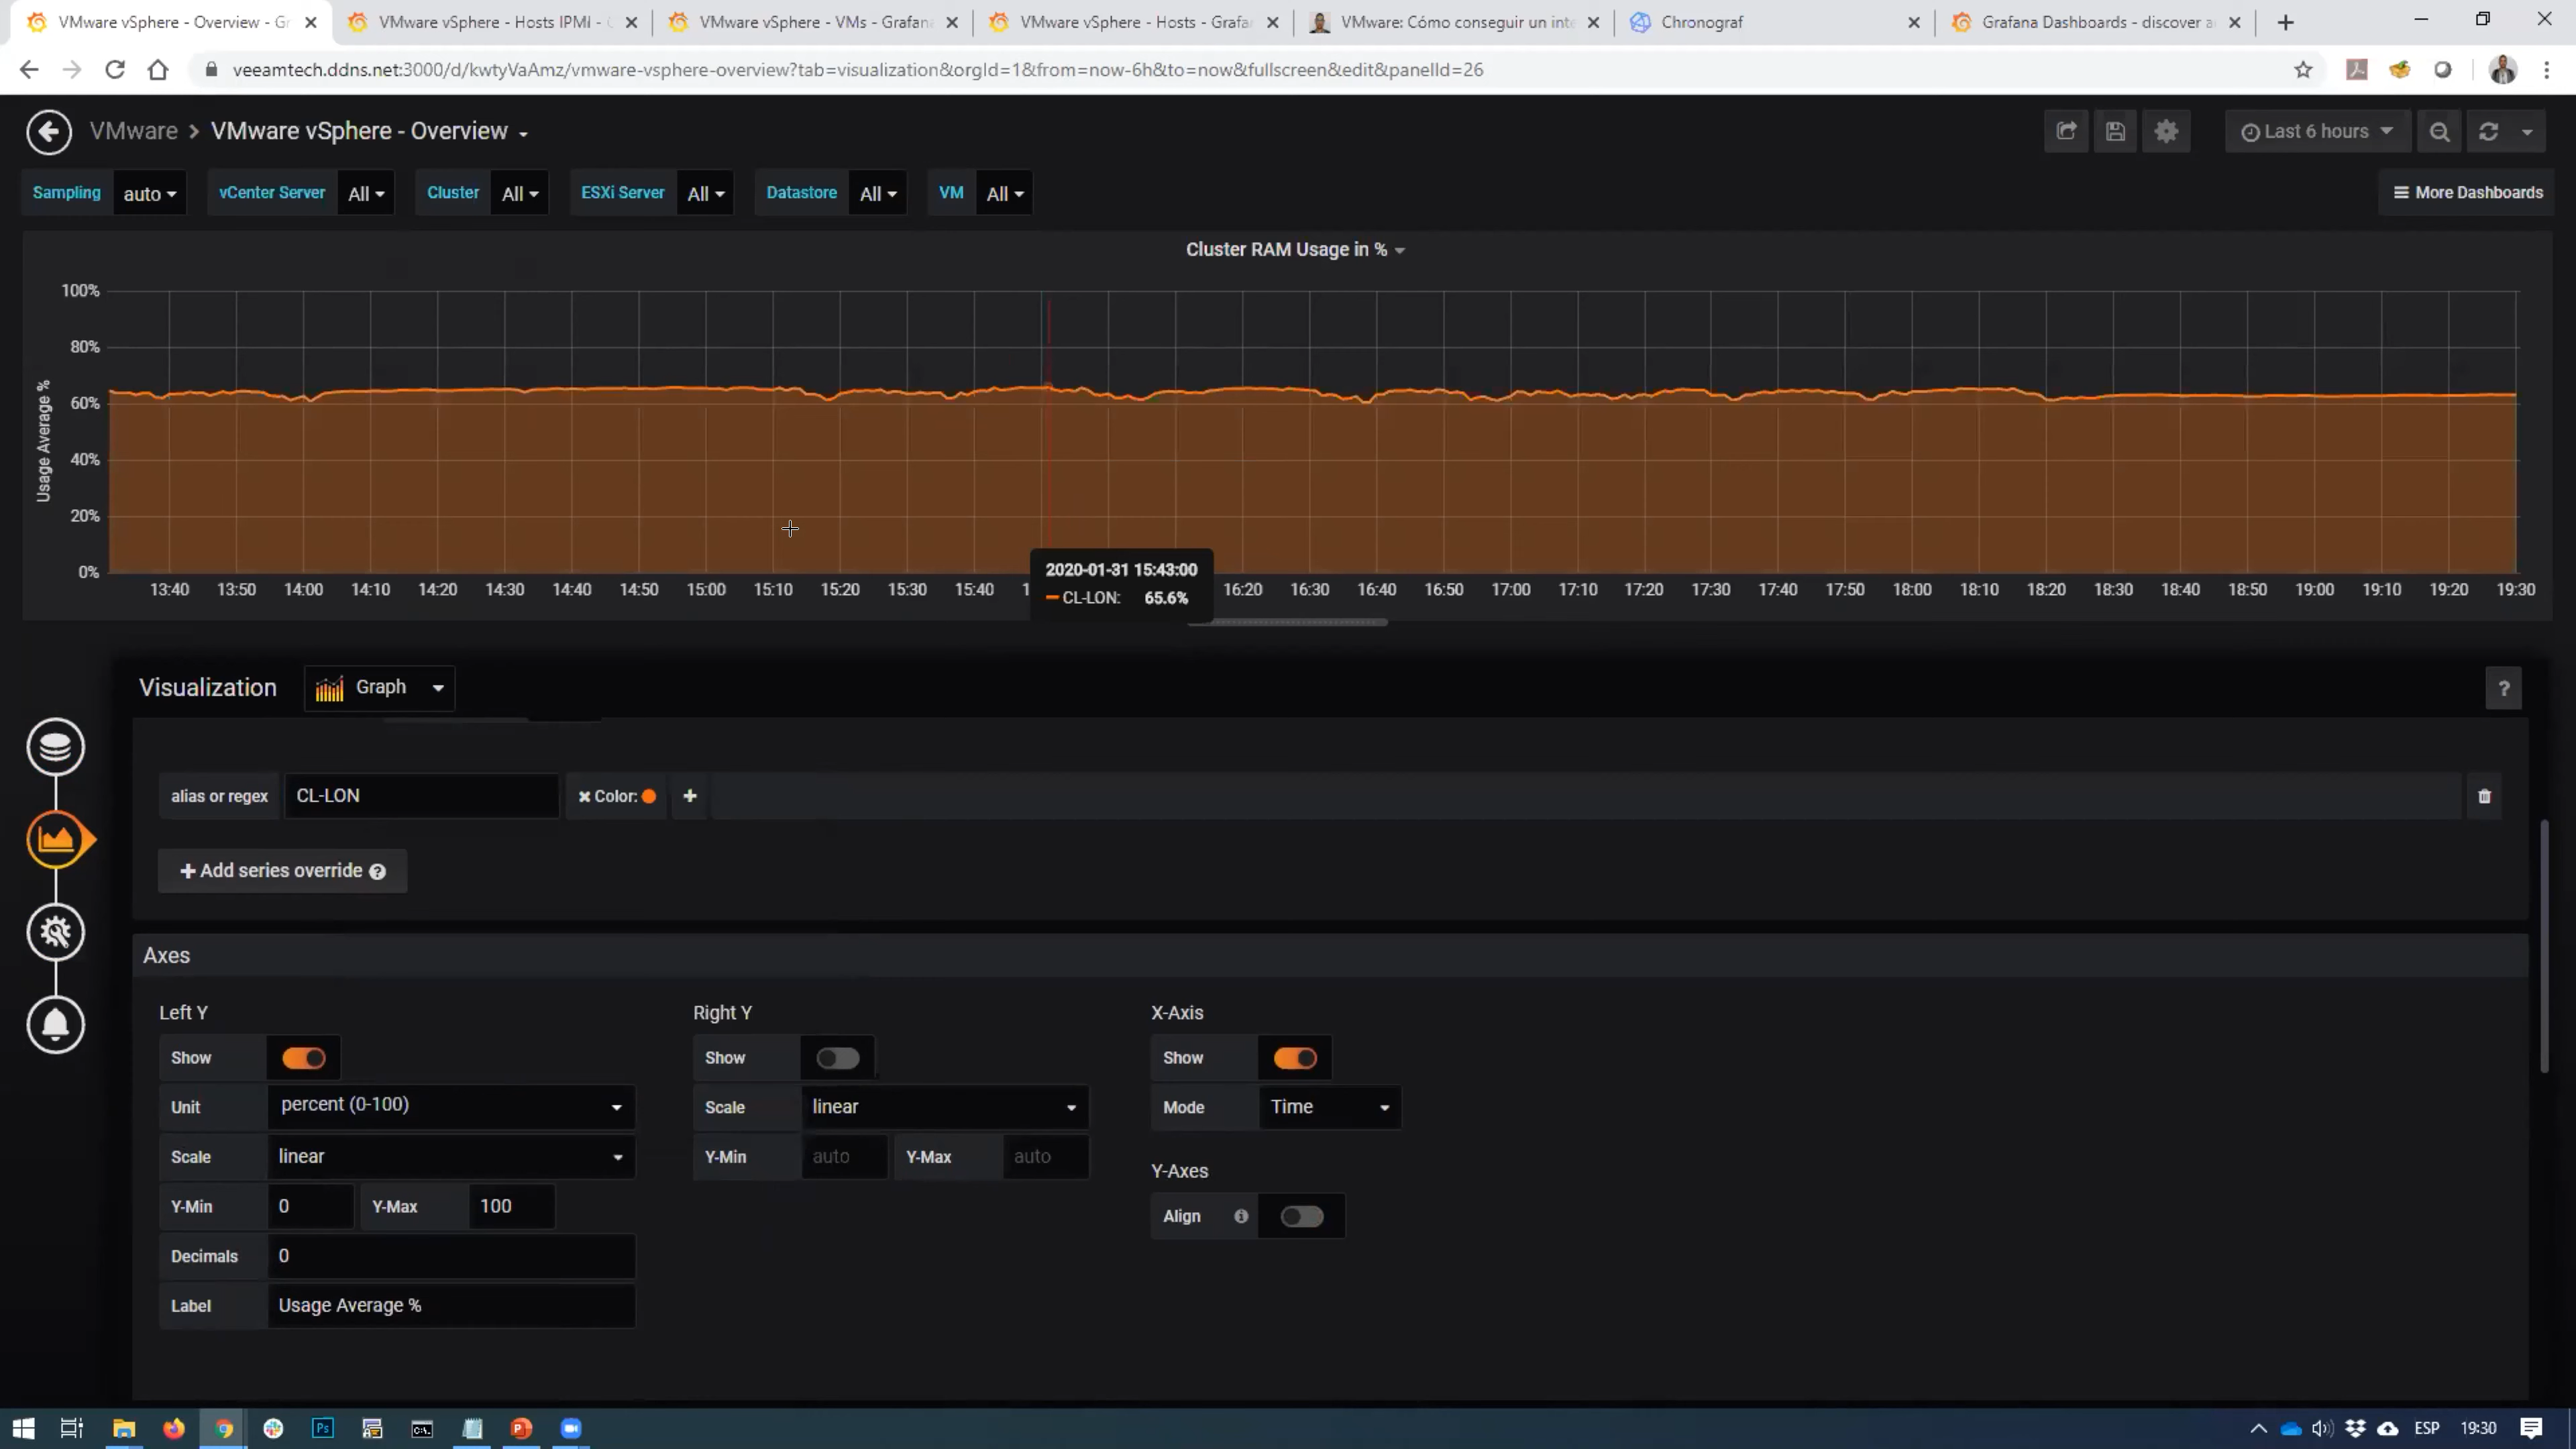 VMware vSphere - Overview - Gr
VMware vSphere - Hosts IPMi -
VMware vSphere - VMs - Grafana
VMware vSphere - Hosts - Grafa
VMware: Cómo conseguir un inte
Chronograf
Grafana Dashboards - discover a
veeamtech.ddns.net:3000/d/kwtyVaAmz/vmware-vsphere-overview?tab=visualization&orgId=1&from=now-6h&to=now&fullscreen&edit&panelId=26
VMware > VMware vSphere - Overview
Last 6 hours
Sampling auto
vCenter Server All
Cluster All
ESXi Server All
Datastore All
VM All
More Dashboards
Cluster RAM Usage in %
Usage Average %
100%
80%
60%
40%
20%
0%
13:40 13:50 14:00 14:10 14:20 14:30 14:40 14:50 15:00 15:10 15:20 15:30 15:40 16:20 16:30 16:40 16:50 17:00 17:10 17:20 17:30 17:40 17:50 18:00 18:10 18:20 18:30 18:40 18:50 19:00 19:10 19:20 19:30
2020-01-31 15:43:00
CL-LON: 65.6%
Visualization
Graph
?
alias or regex CL-LON
Color:
+
+ Add series override ?
Axes
Left Y
Show
Unit percent (0-100)
Scale linear
Y-Min 0 Y-Max 100
Decimals 0
Label Usage Average %
Right Y
Show
Scale linear
Y-Min auto Y-Max auto
X-Axis
Show
Mode Time
Y-Axes
Align
Ps
C:\.
P
ESP
19:30